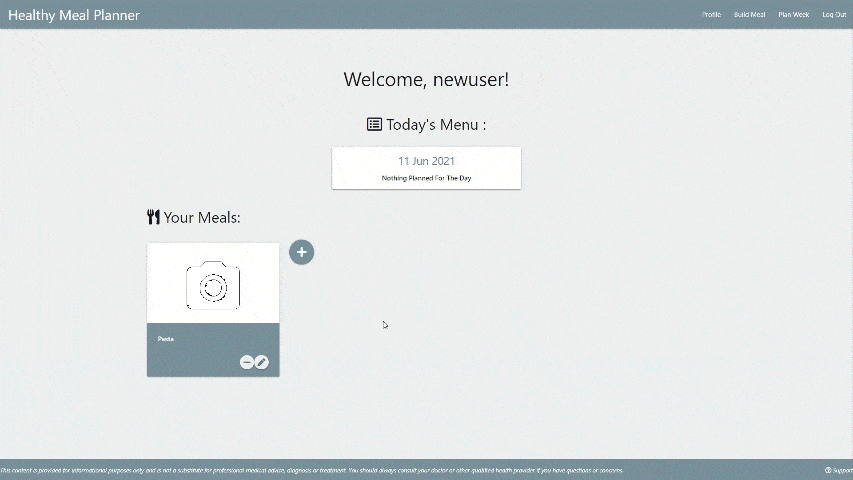 Healthy Meal Planner
Profile Build Meal Plan Week Log Out
Welcome, newuser!
Today's Menu :
11 Jun 2021
Nothing Planned For The Day
Your Meals:
Pasta
This content is provided for informational purposes only and is not a substitute for professional medical advice, diagnosis or treatment. You should always consult your doctor or other qualified health provider if you have questions or concerns.
Support